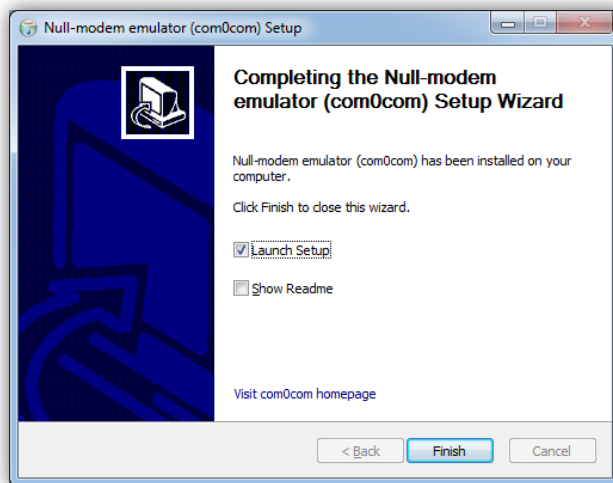 Null-modem emulator (com0com) Setup
Completing the Null-modem
emulator (com0com) Setup Wizard
Null-modem emulator (com0com) has been installed on your
computer.
Click Finish to close this wizard.
Launch Setup
Show Readme
Visit com0com homepage
< Back
Finish
Cancel